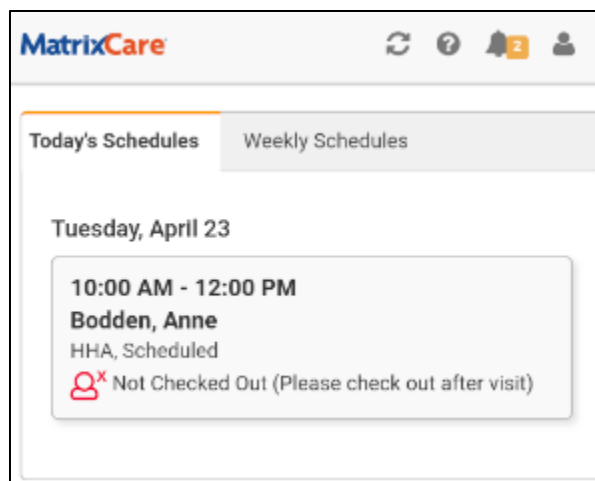 MatrixCare
2
Today's Schedules
Weekly Schedules
Tuesday, April 23
10:00 AM - 12:00 PM
Bodden, Anne
HHA, Scheduled
X Not Checked Out (Please check out after visit)